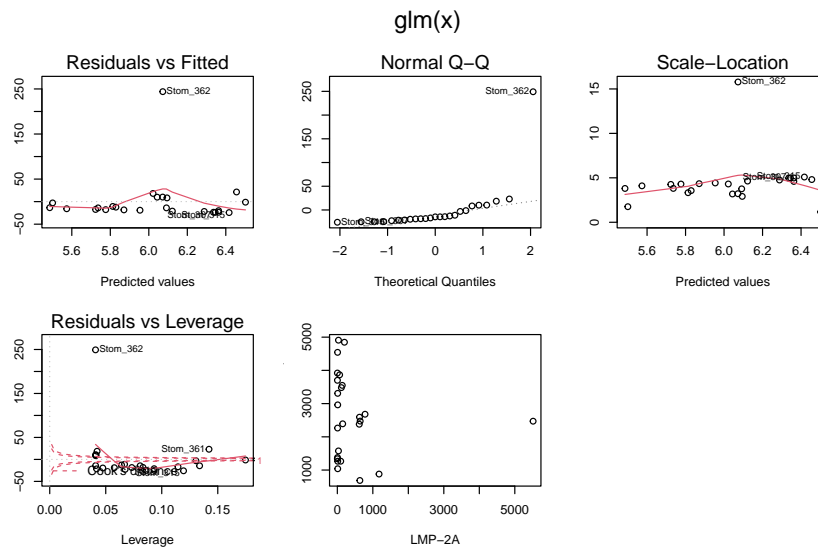 glm(x)
Residuals vs Fitted
Normal Q−Q
Scale−Location
250
150
50
0
−50
Stom_362
5.6
5.8
6.0
6.2
6.4
Predicted values
250
150
50
0
Stom_362
−2
−1
0
1
2
Theoretical Quantiles
15
10
5
0
Stom_362
5.6
5.8
6.0
6.2
6.4
Predicted values
Residuals vs Leverage
250
150
50
0
−50
Stom_362
Stom_361
Cook's distance
0.00
0.05
0.10
0.15
Leverage
5000
3000
1000
0
1000
3000
5000
LMP−2A